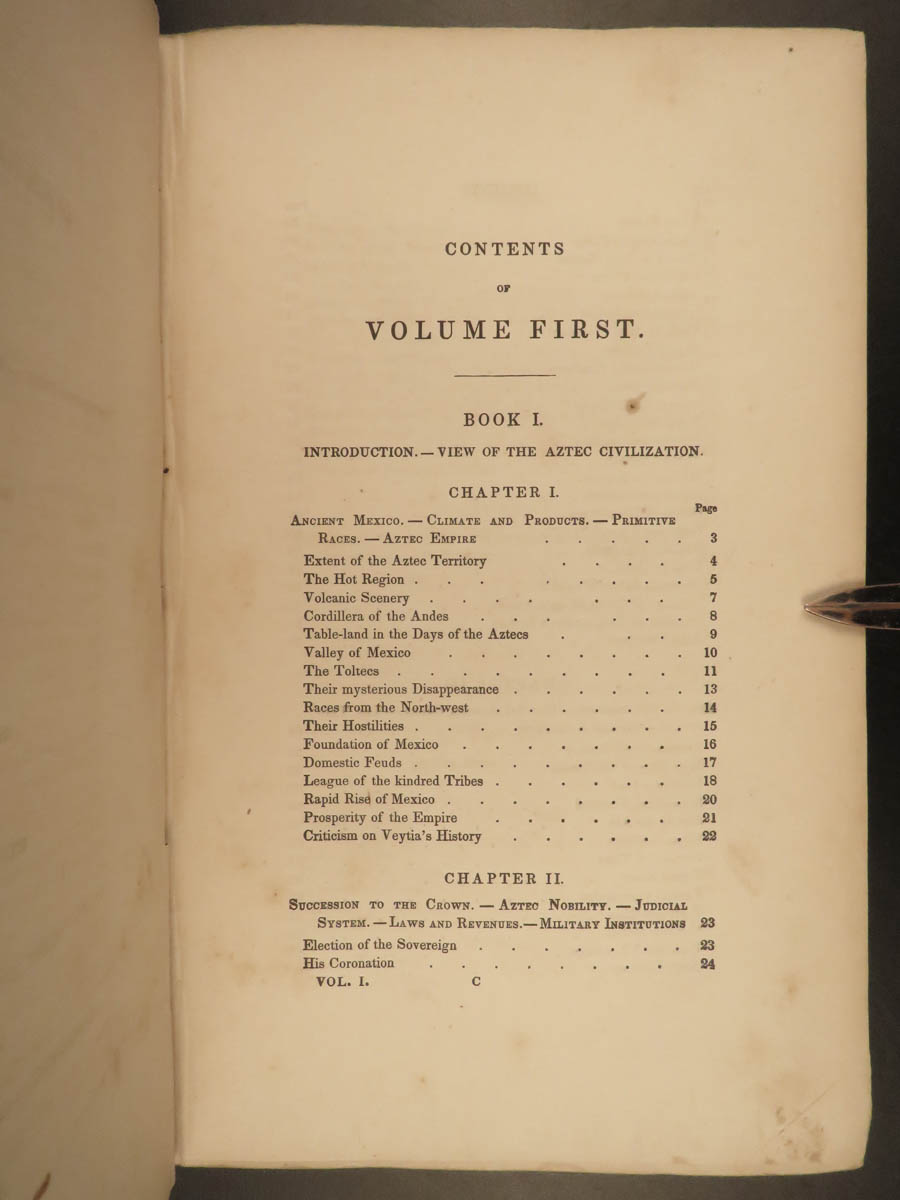 CONTENTS
OF
VOLUME FIRST.
BOOK I.
INTRODUCTION. — VIEW OF THE AZTEC CIVILIZATION.
CHAPTER I.
Page
Ancient Mexico. — Climate and Products. — Primitive
Races. — Aztec Empire . . . . . 3
Extent of the Aztec Territory . . . . 4
The Hot Region . . . . . . . . 5
Volcanic Scenery . . . . . . . 7
Cordillera of the Andes . . . . . . 8
Table-land in the Days of the Aztecs . . . 9
Valley of Mexico . . . . . . . . 10
The Toltecs . . . . . . . . . 11
Their mysterious Disappearance . . . . . . 13
Races from the North-west . . . . . . 14
Their Hostilities . . . . . . . . . 15
Foundation of Mexico . . . . . . . 16
Domestic Feuds . . . . . . . . . 17
League of the kindred Tribes . . . . . . 18
Rapid Rise of Mexico . . . . . . . . 20
Prosperity of the Empire . . . . . . 21
Criticism on Veytia's History . . . . . . 22
CHAPTER II.
Succession to the Crown. — Aztec Nobility. — Judicial
System. — Laws and Revenues. — Military Institutions 23
Election of the Sovereign . . . . . . . 23
His Coronation . . . . . . . . 24
VOL. I. C